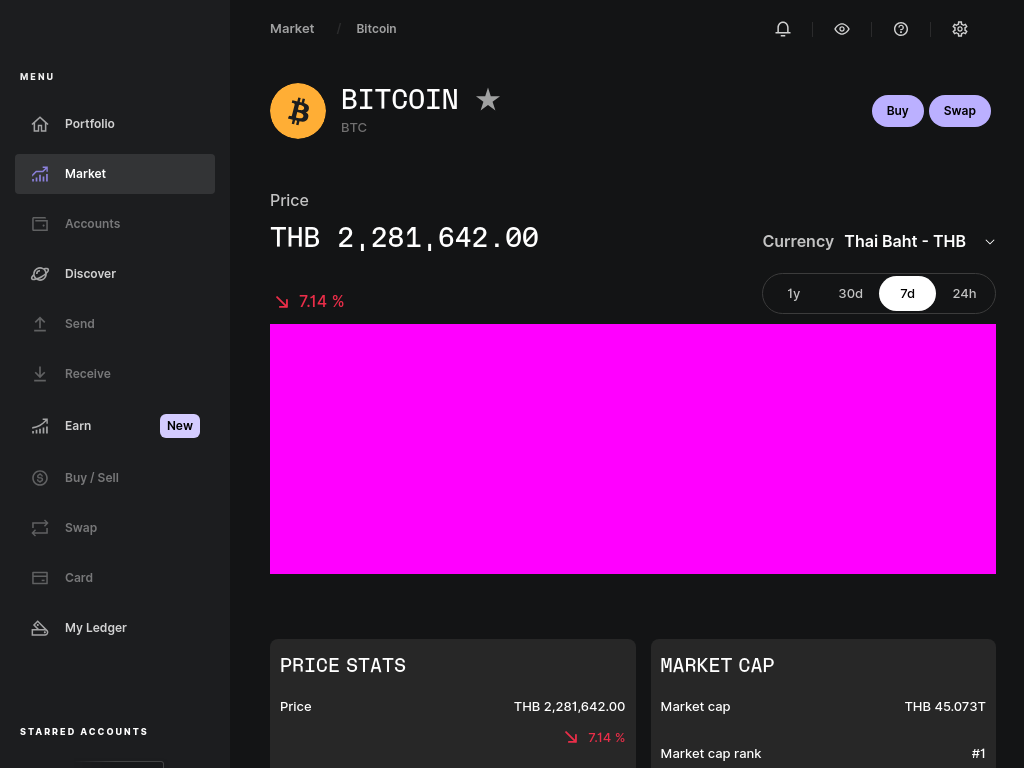 Market / Bitcoin
MENU
Portfolio
Market
Accounts
Discover
Send
Receive
Earn New
Buy / Sell
Swap
Card
My Ledger
STARRED ACCOUNTS
BITCOIN
BTC
Buy Swap
Price
THB 2,281,642.00
Currency Thai Baht - THB
7.14 %
1y 30d 7d 24h
PRICE STATS
Price THB 2,281,642.00
7.14 %
MARKET CAP
Market cap THB 45.073T
Market cap rank #1